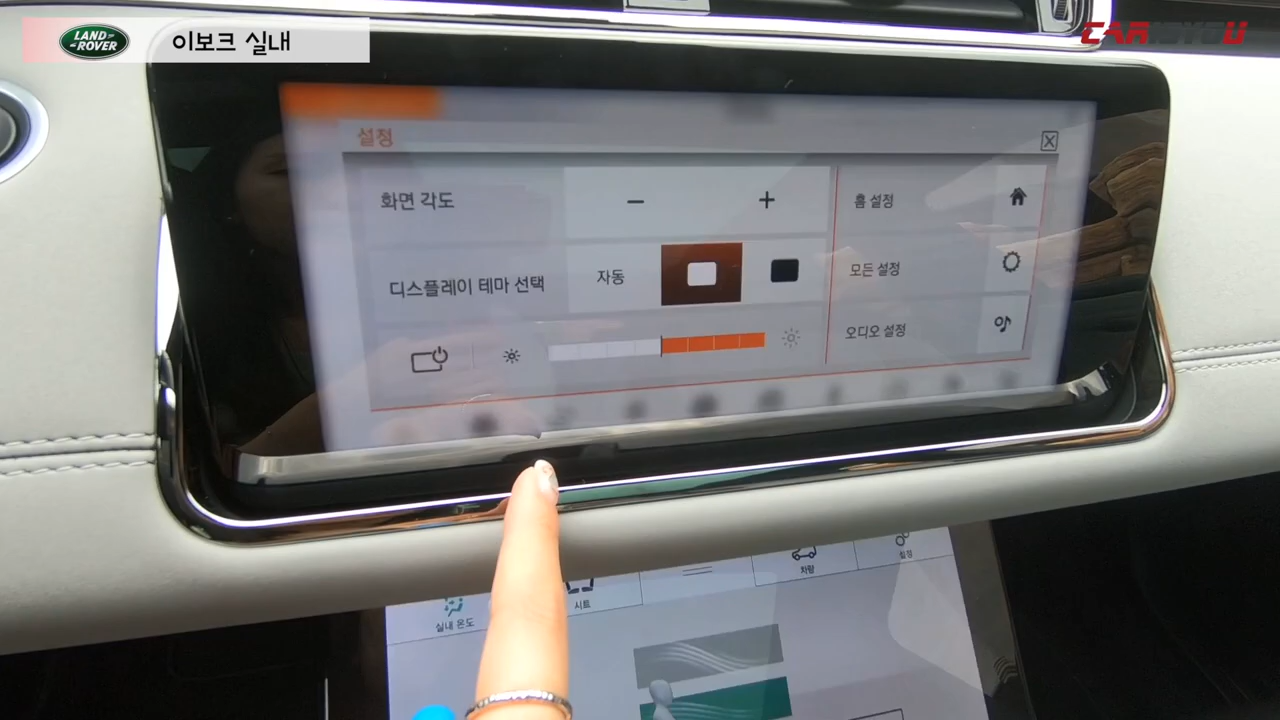 LAND-
-ROVER
이보크 실내
설정
화면 각도
홈 설정
디스플레이 테마 선택
자동
모든 설정
오디오 설정
실내 온도
시트
차량
설정